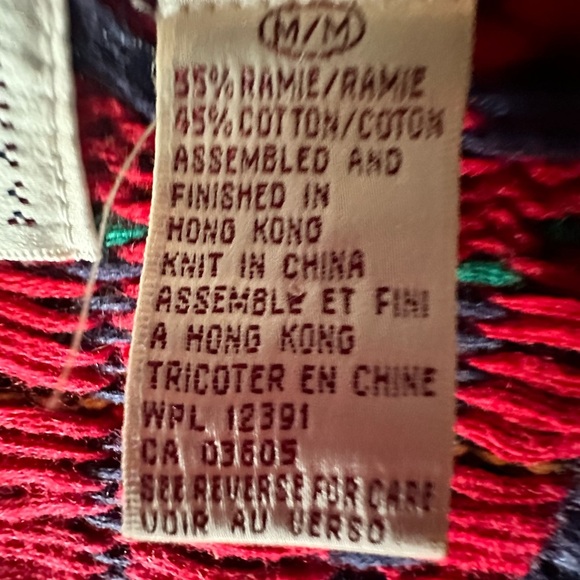 M/M
55% RAMIE/RAMIE
45% COTTON/COTON
ASSEMBLED AND
FINISHED IN
HONG KONG
KNIT IN CHINA
ASSEMBLE ET FINI
A HONG KONG
TRICOTER EN CHINE
WPL 12391
CA 03605
SEE REVERSE FOR CARE
VOIR AU VERSO